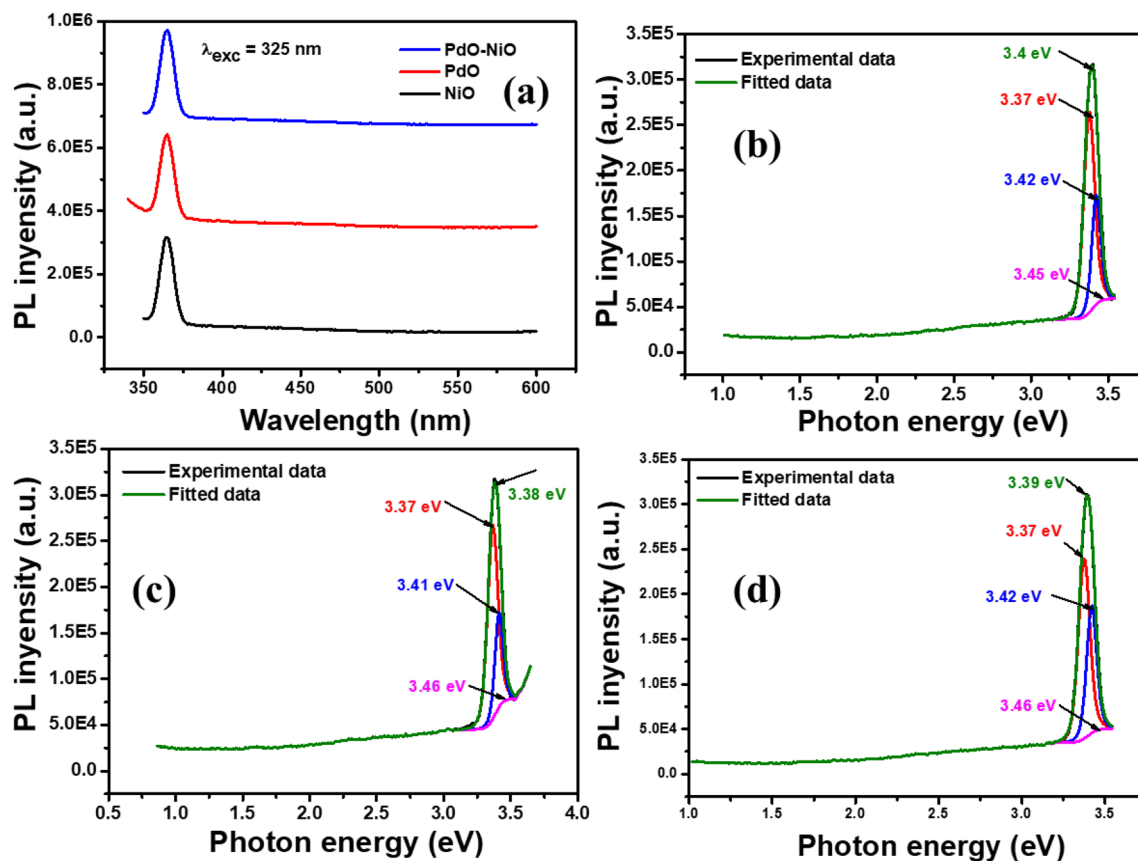 1.0E6
8.0E5
6.0E5
4.0E5
2.0E5
0.0
PL inyensity (a.u.)
λexc = 325 nm
PdO-NiO
PdO
NiO
(a)
350 400 450 500 550 600
Wavelength (nm)
3.5E5
3.0E5
2.5E5
2.0E5
1.5E5
1.0E5
5.0E4
0.0
PL inyensity (a.u.)
Experimental data
Fitted data
(b)
3.4 eV
3.37 eV
3.42 eV
3.45 eV
1.0 1.5 2.0 2.5 3.0 3.5
Photon energy (eV)
3.5E5
3.0E5
2.5E5
2.0E5
1.5E5
1.0E5
5.0E4
0.0
PL inyensity (a.u.)
Experimental data
Fitted data
(c)
3.38 eV
3.37 eV
3.41 eV
3.46 eV
0.5 1.0 1.5 2.0 2.5 3.0 3.5 4.0
Photon energy (eV)
3.5E5
3.0E5
2.5E5
2.0E5
1.5E5
1.0E5
5.0E4
0.0
PL inyensity (a.u.)
Experimental data
Fitted data
(d)
3.39 eV
3.37 eV
3.42 eV
3.46 eV
1.0 1.5 2.0 2.5 3.0 3.5
Photon energy (eV)